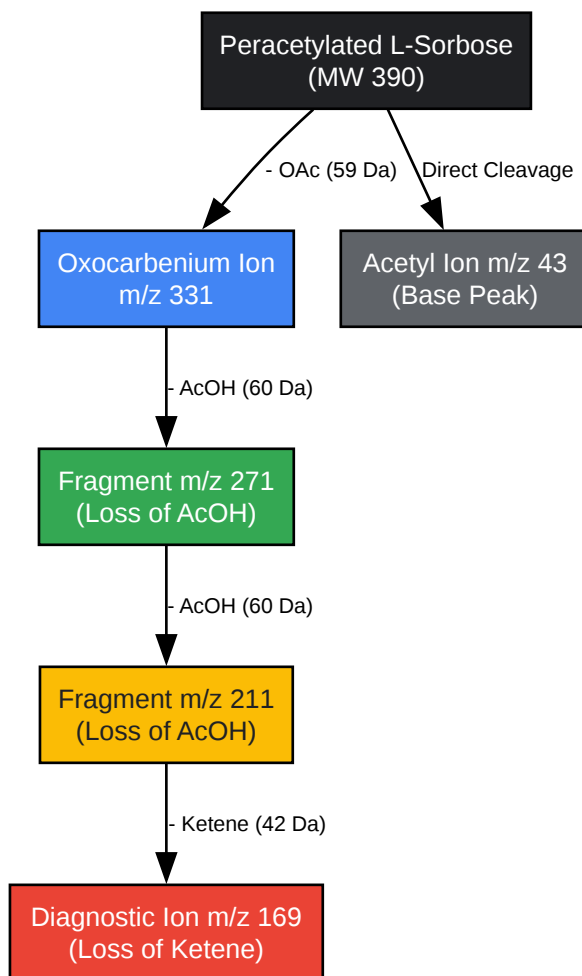 Peracetylated L-Sorbose
(MW 390)
- OAc (59 Da)
Direct Cleavage
Oxocarbenium Ion
m/z 331
Acetyl Ion m/z 43
(Base Peak)
- AcOH (60 Da)
Fragment m/z 271
(Loss of AcOH)
- AcOH (60 Da)
Fragment m/z 211
(Loss of AcOH)
- Ketene (42 Da)
Diagnostic Ion m/z 169
(Loss of Ketene)